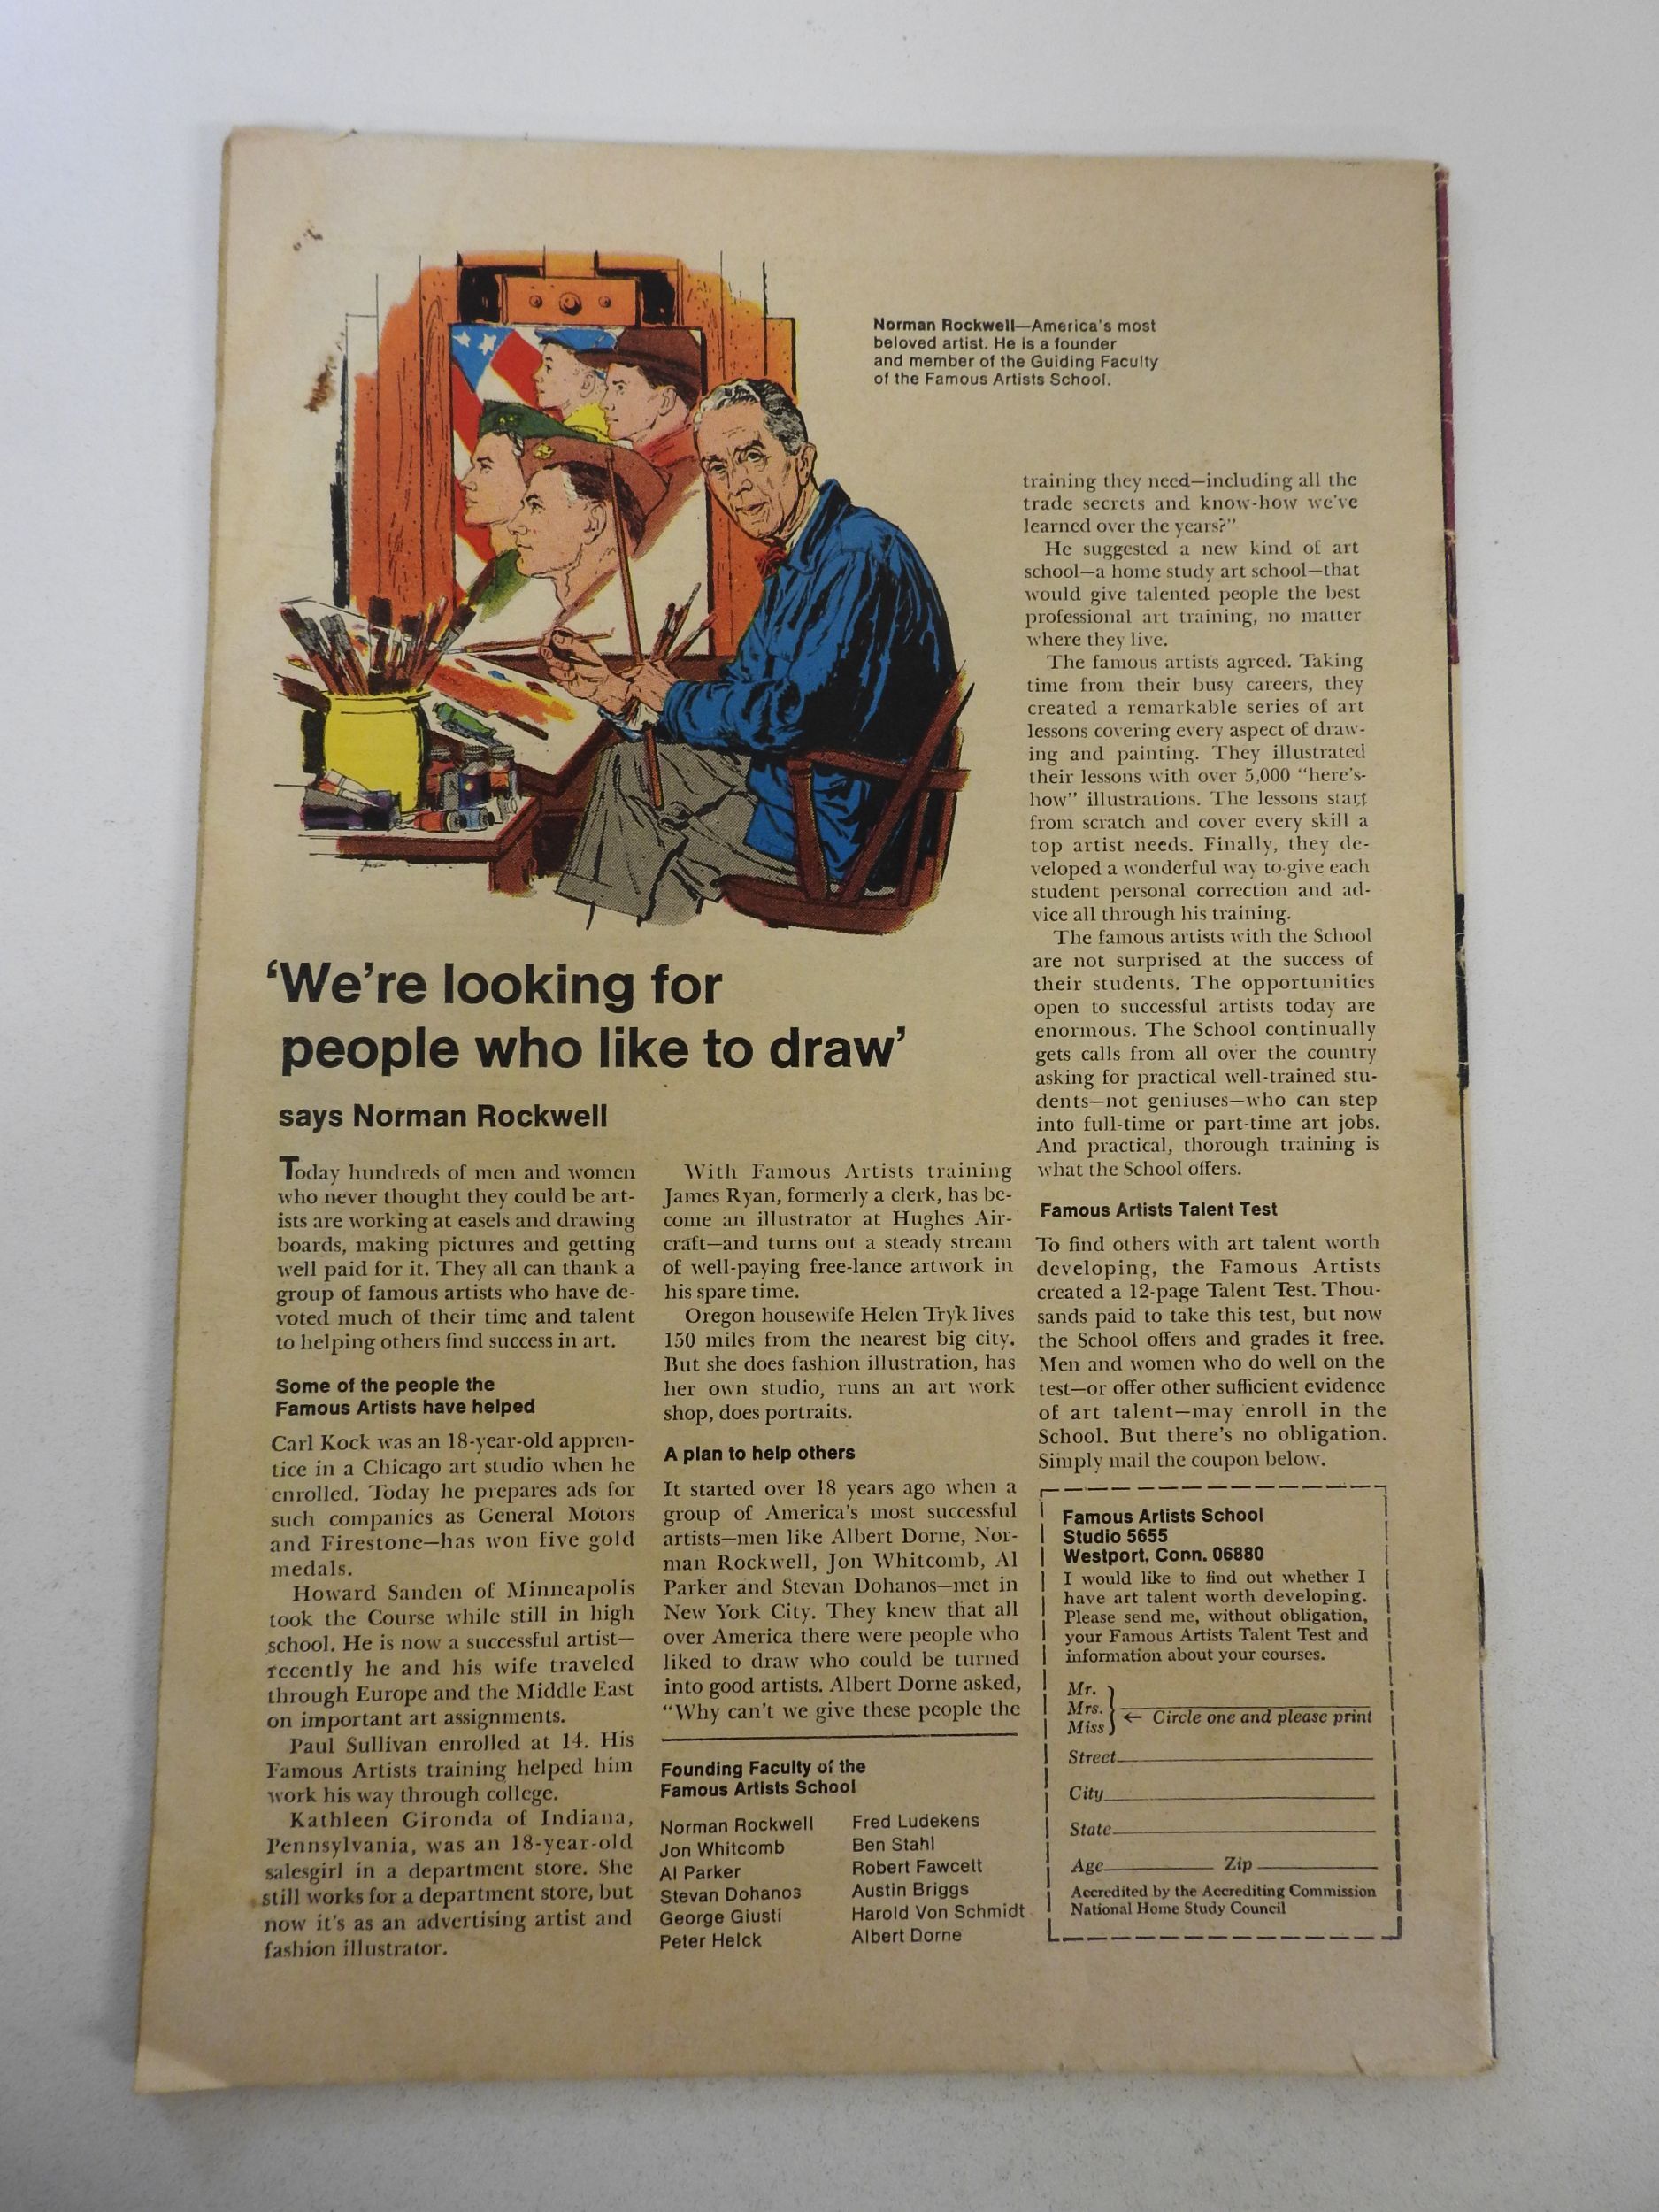 Norman Rockwell—America's most
beloved artist. He is a founder
and member of the Guiding Faculty
of the Famous Artists School.
‘We're looking for
people who like to draw’
says Norman Rockwell
Today hundreds of men and women
who never thought they could be art-
ists are working at easels and drawing
boards, making pictures and getting
well paid for it. They all can thank a
group of famous artists who have de-
voted much of their time and talent
to helping others find success in art.
Some of the people the
Famous Artists have helped
Carl Kock was an 18-year-old appren-
tice in a Chicago art studio when he
enrolled. Today he prepares ads for
such companies as General Motors
and Firestone—has won five gold
medals.
Howard Sanden of Minneapolis
took the Course while still in high
school. He is now a successful artist—
recently he and his wife traveled
through Europe and the Middle East
on important art assignments.
Paul Sullivan enrolled at 14. His
Famous Artists training helped him
work his way through college.
Kathleen Gironda of Indiana,
Pennsylvania, was an 18-year-old
salesgirl in a department store. She
still works for a department store, but
now it's as an advertising artist and
fashion illustrator.
With Famous Artists training
James Ryan, formerly a clerk, has be-
come an illustrator at Hughes Air-
craft—and turns out a steady stream
of well-paying free-lance artwork in
his spare time.
Oregon housewife Helen Tryk lives
150 miles from the nearest big city.
But she does fashion illustration, has
her own studio, runs an art work
shop, does portraits.
A plan to help others
It started over 18 years ago when a
group of America's most successful
artists—men like Albert Dorne, Nor-
man Rockwell, Jon Whitcomb, Al
Parker and Stevan Dohanos—met in
New York City. They knew that all
over America there were people who
liked to draw who could be turned
into good artists. Albert Dorne asked,
“Why can't we give these people the
Founding Faculty of the
Famous Artists School
Norman Rockwell
Jon Whitcomb
Al Parker
Stevan Dohanos
George Giusti
Peter Helck
Fred Ludekens
Ben Stahl
Robert Fawcett
Austin Briggs
Harold Von Schmidt
Albert Dorne
training they need—including all the
trade secrets and know-how we've
learned over the years?”
He suggested a new kind of art
school—a home study art school—that
would give talented people the best
professional art training, no matter
where they live.
The famous artists agreed. Taking
time from their busy careers, they
created a remarkable series of art
lessons covering every aspect of draw-
ing and painting. They illustrated
their lessons with over 5,000 “here's-
how” illustrations. The lessons start
from scratch and cover every skill a
top artist needs. Finally, they de-
veloped a wonderful way to give each
student personal correction and ad-
vice all through his training.
The famous artists with the School
are not surprised at the success of
their students. The opportunities
open to successful artists today are
enormous. The School continually
gets calls from all over the country
asking for practical well-trained stu-
dents—not geniuses—who can step
into full-time or part-time art jobs.
And practical, thorough training is
what the School offers.
Famous Artists Talent Test
To find others with art talent worth
developing, the Famous Artists
created a 12-page Talent Test. Thou-
sands paid to take this test, but now
the School offers and grades it free.
Men and women who do well on the
test—or offer other sufficient evidence
of art talent—may enroll in the
School. But there's no obligation.
Simply mail the coupon below.
Famous Artists School
Studio 5655
Westport, Conn. 06880
I would like to find out whether I
have art talent worth developing.
Please send me, without obligation,
your Famous Artists Talent Test and
information about your courses.
Mr.
Mrs.
Miss
← Circle one and please print
Street
City
State
Age Zip
Accredited by the Accrediting Commission
National Home Study Council